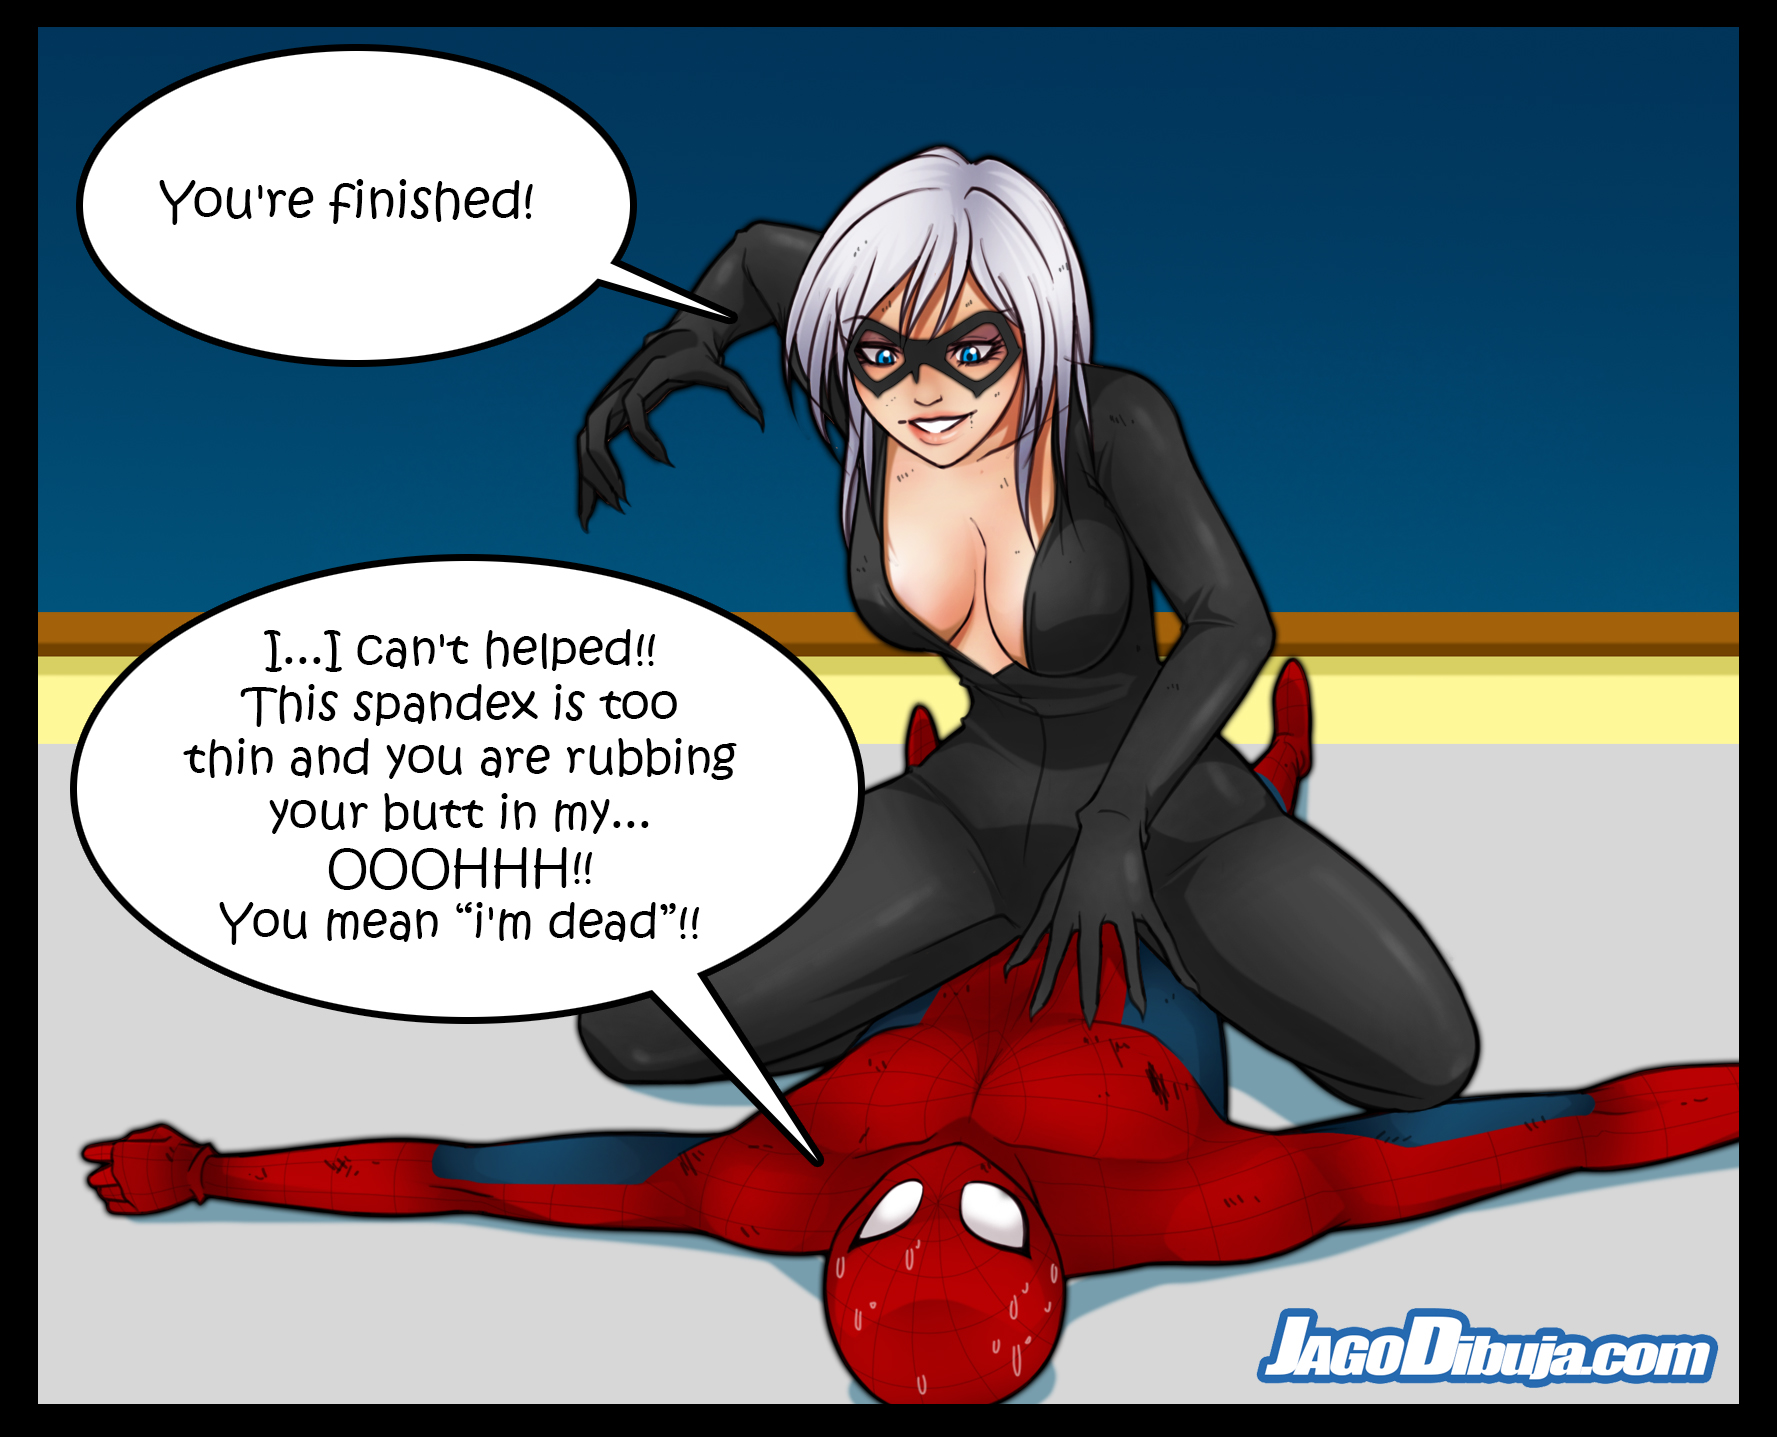 You're finished!
I...I can't helped!!
This spandex is too
thin and you are rubbing
your butt in my...
OOOHHH!!
You mean “i'm dead”!!
JAGODibuja.com